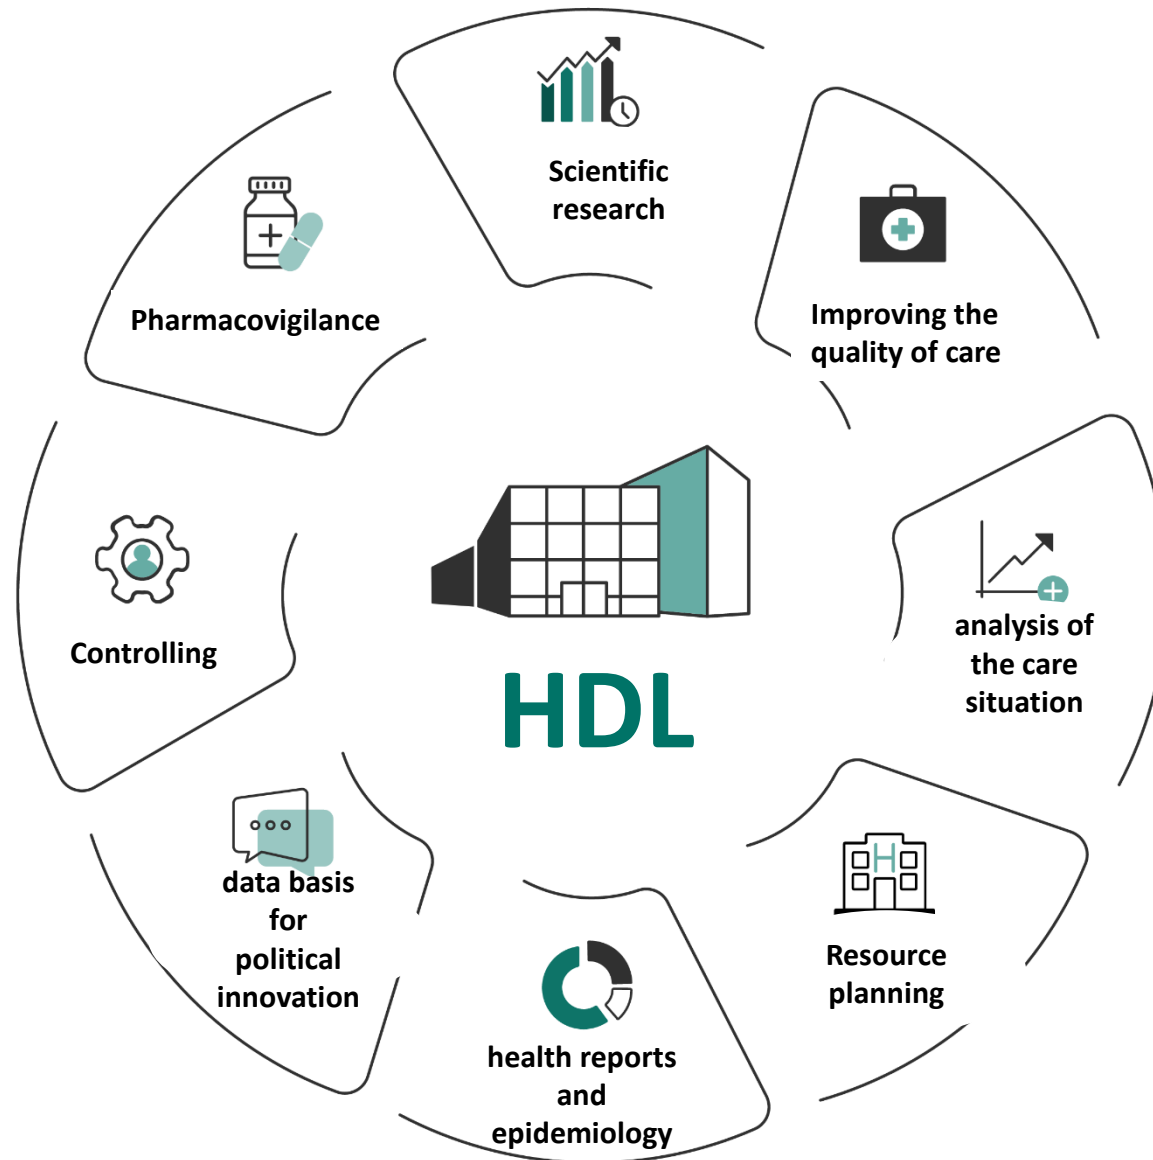 Scientific
research
Improving the
quality of care
analysis of
the care
situation
Resource
planning
health reports
and
epidemiology
data basis
for
political
innovation
Controlling
Pharmacovigilance
H
HDL